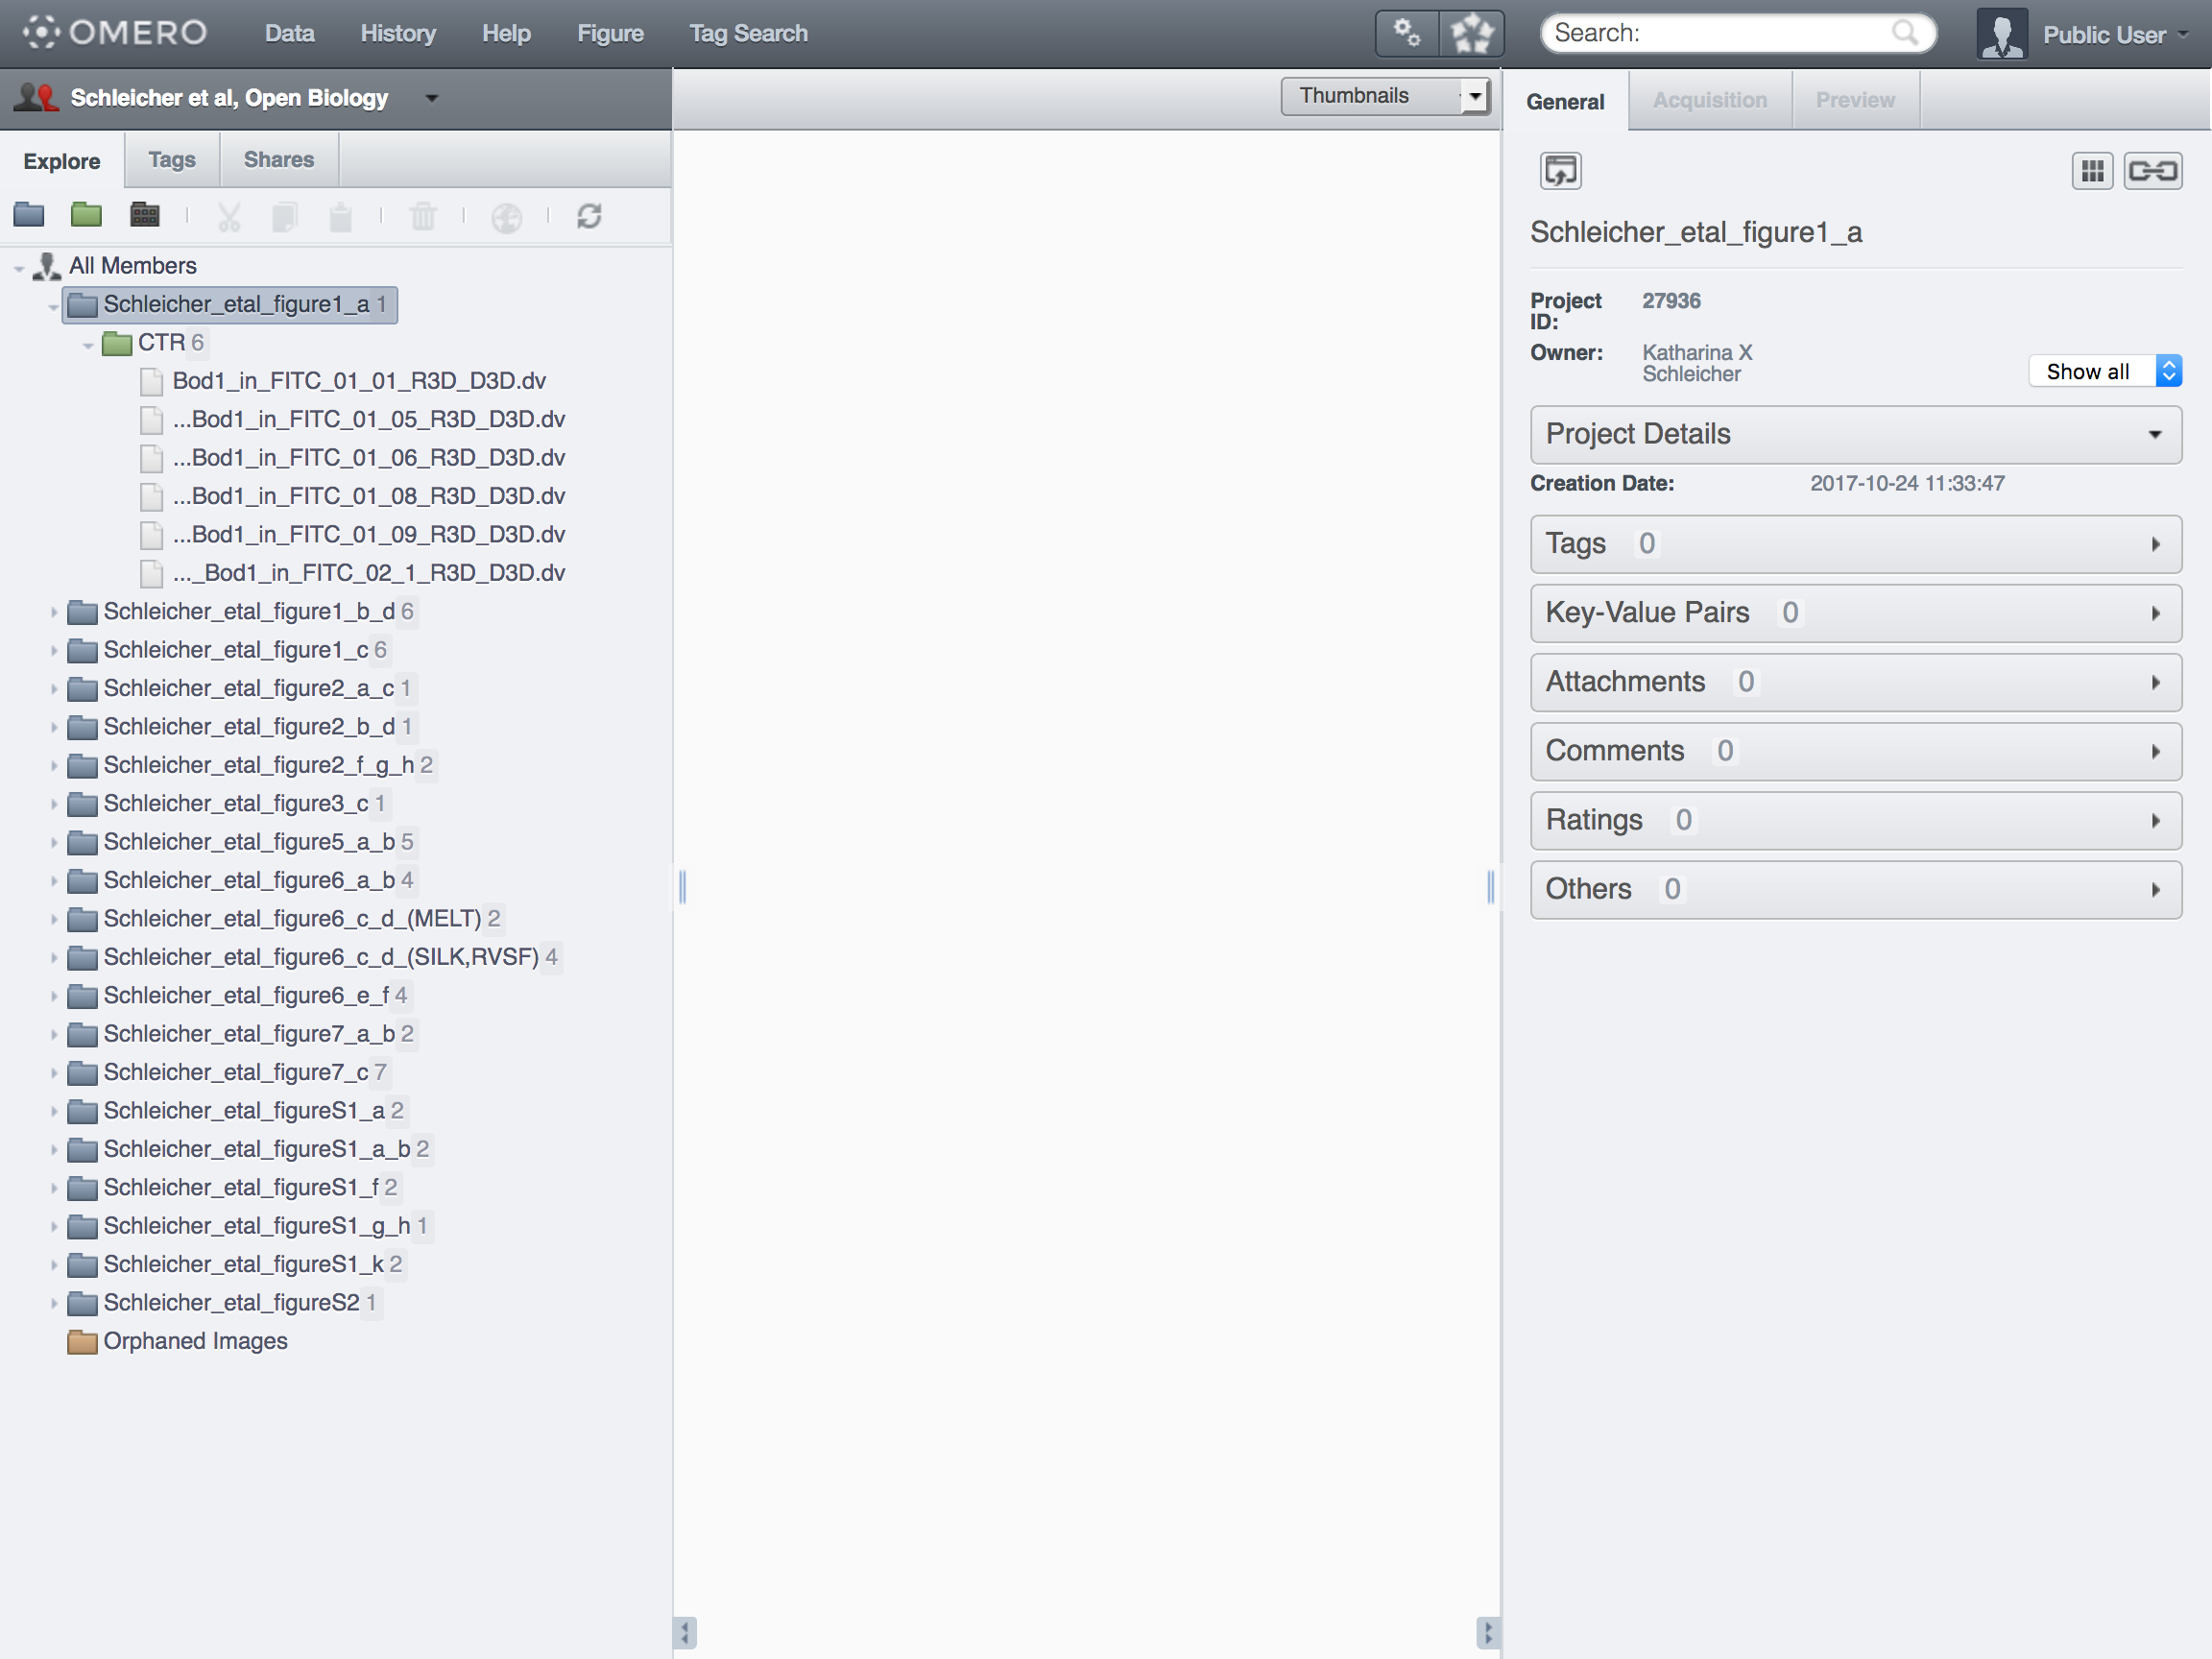 OMERO Data History Help Figure Tag Search Search: Public User
Schleicher et al, Open Biology
Thumbnails
General Acquisition Preview
Explore Tags Shares
All Members
Schleicher_etal_figure1_a 1
CTR 6
Bod1_in_FITC_01_01_R3D_D3D.dv
...Bod1_in_FITC_01_05_R3D_D3D.dv
...Bod1_in_FITC_01_06_R3D_D3D.dv
...Bod1_in_FITC_01_08_R3D_D3D.dv
...Bod1_in_FITC_01_09_R3D_D3D.dv
..._Bod1_in_FITC_02_1_R3D_D3D.dv
Schleicher_etal_figure1_b_d 6
Schleicher_etal_figure1_c 6
Schleicher_etal_figure2_a_c 1
Schleicher_etal_figure2_b_d 1
Schleicher_etal_figure2_f_g_h 2
Schleicher_etal_figure3_c 1
Schleicher_etal_figure5_a_b 5
Schleicher_etal_figure6_a_b 4
Schleicher_etal_figure6_c_d_(MELT) 2
Schleicher_etal_figure6_c_d_(SILK,RVSF) 4
Schleicher_etal_figure6_e_f 4
Schleicher_etal_figure7_a_b 2
Schleicher_etal_figure7_c 7
Schleicher_etal_figureS1_a 2
Schleicher_etal_figureS1_a_b 2
Schleicher_etal_figureS1_f 2
Schleicher_etal_figureS1_g_h 1
Schleicher_etal_figureS1_k 2
Schleicher_etal_figureS2 1
Orphaned Images
Schleicher_etal_figure1_a
Project ID: 27936
Owner: Katharina X Schleicher
Show all
Project Details
Creation Date: 2017-10-24 11:33:47
Tags 0
Key-Value Pairs 0
Attachments 0
Comments 0
Ratings 0
Others 0